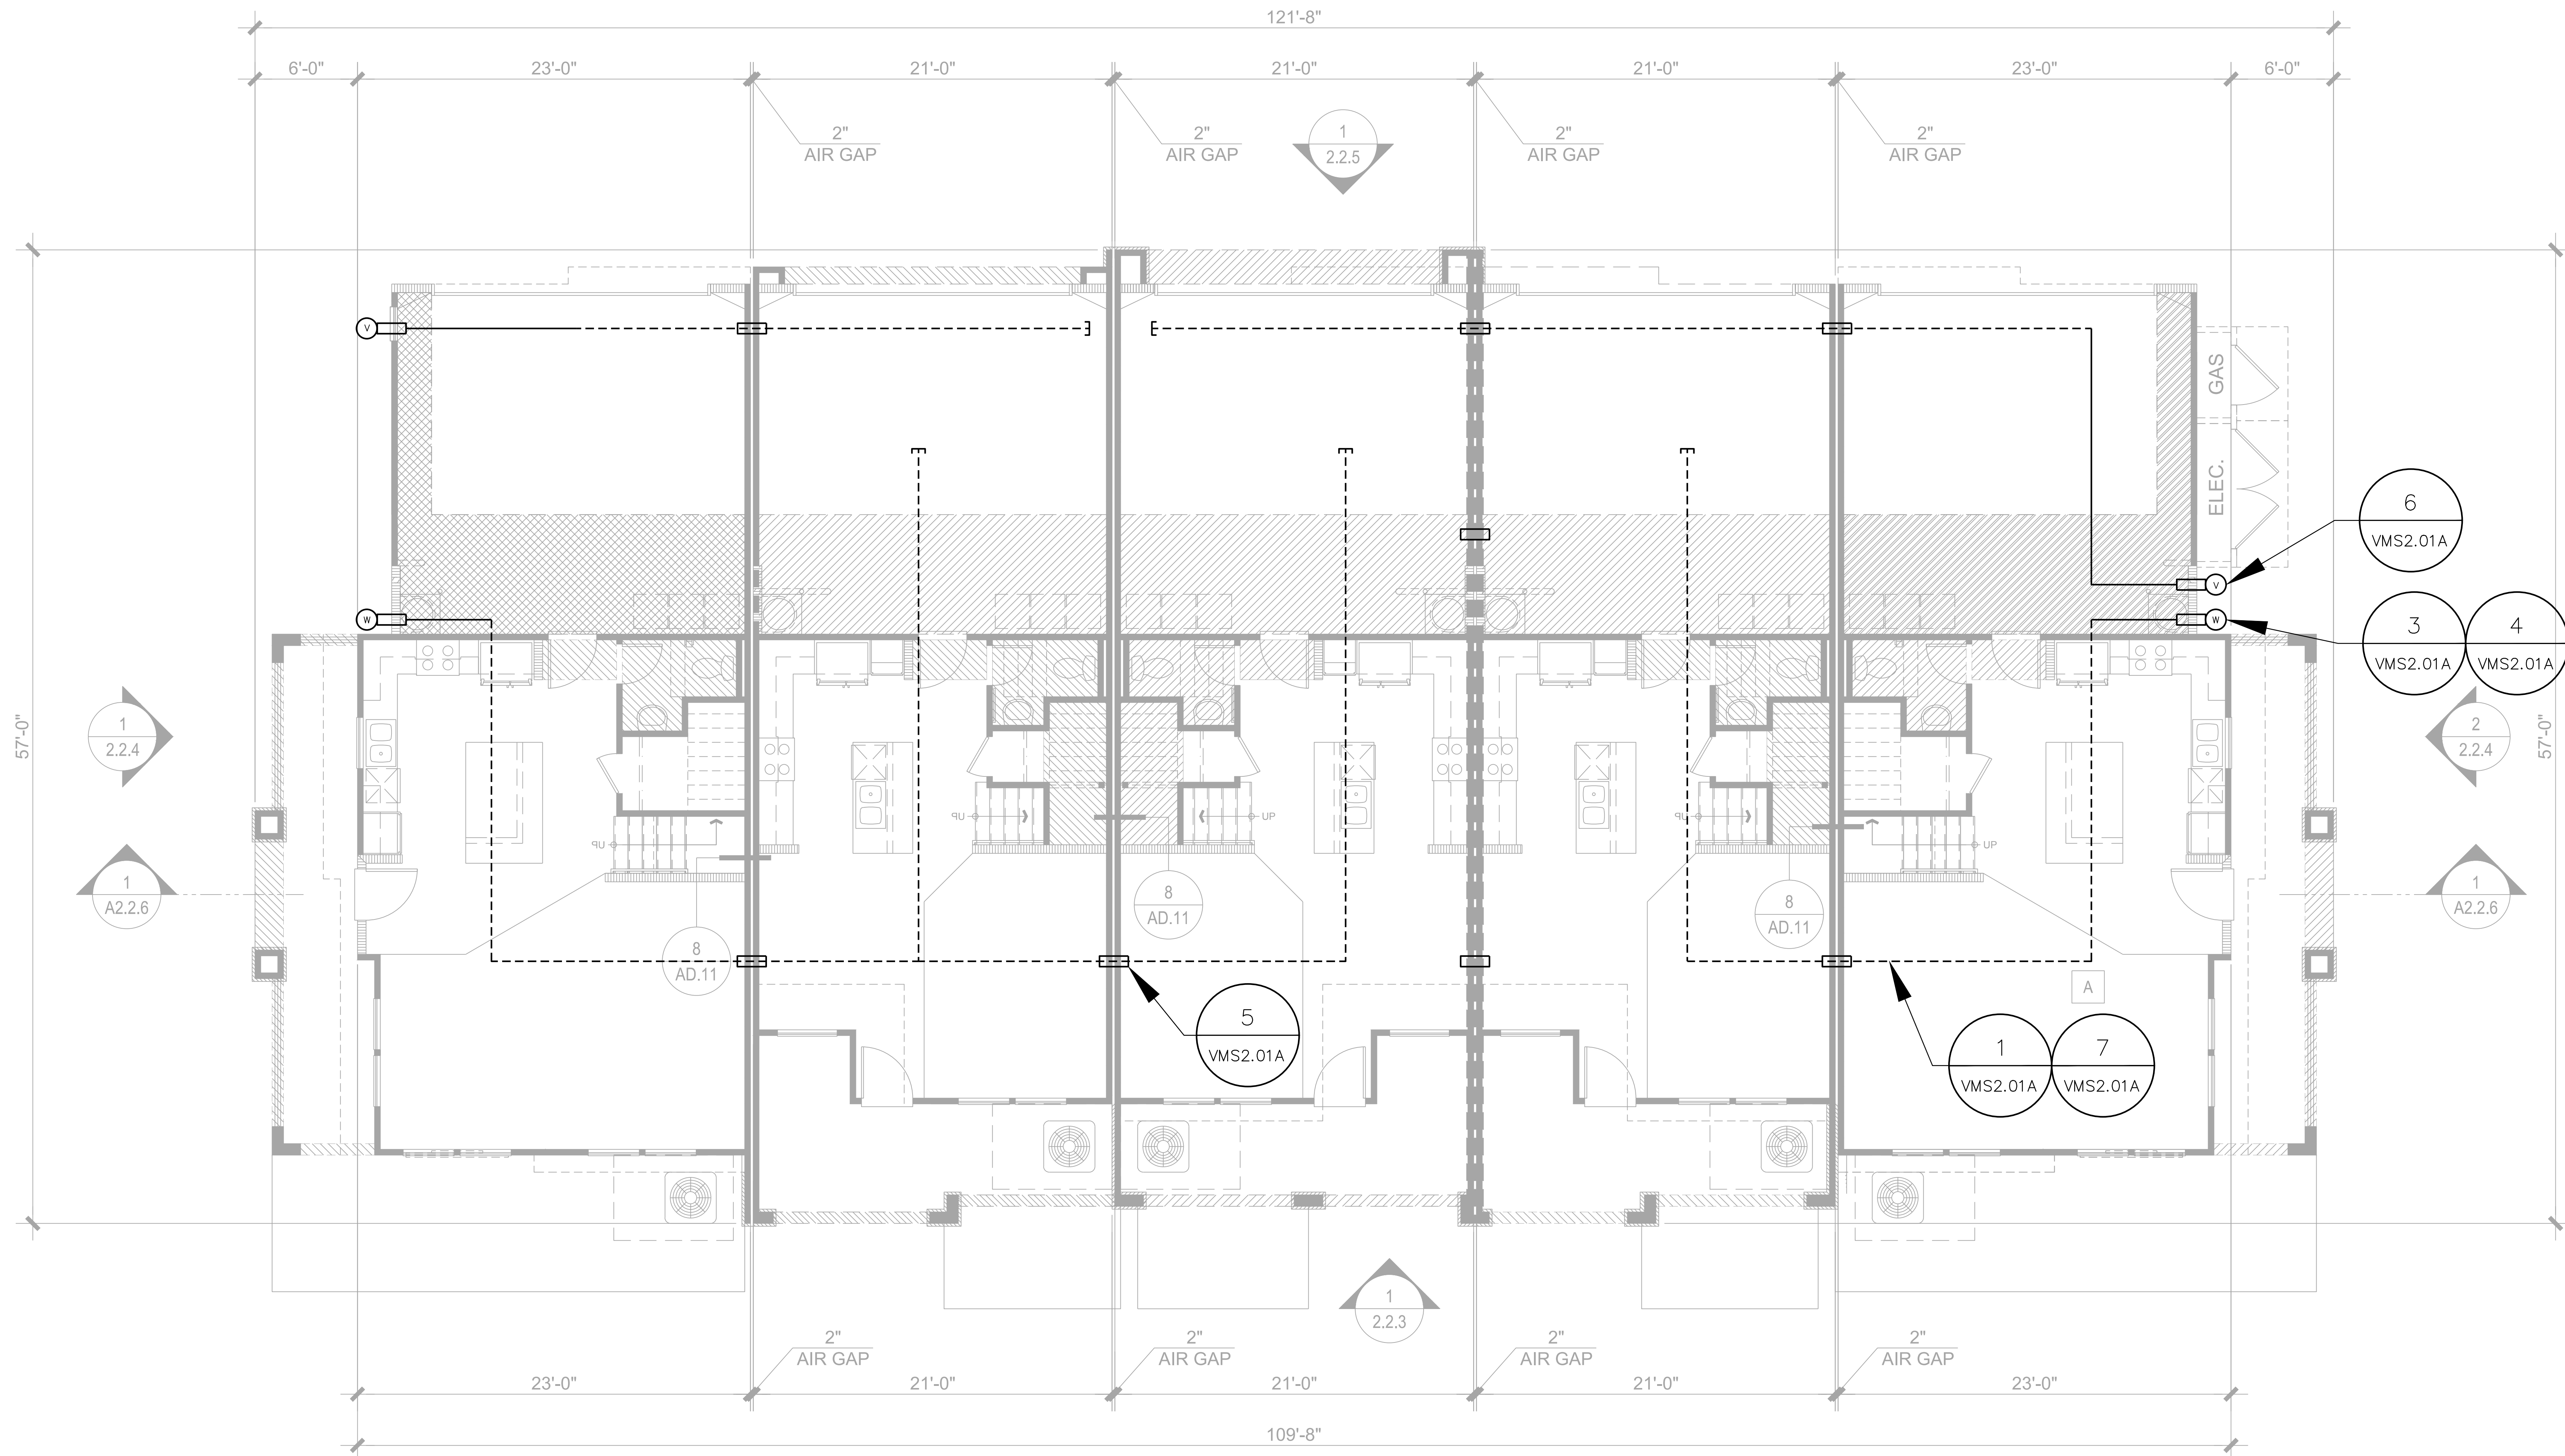 121'-8"
6'-0"
23'-0"
21'-0"
21'-0"
21'-0"
23'-0"
6'-0"
2"
AIR GAP
2"
AIR GAP
1
2.2.5
2"
AIR GAP
2"
AIR GAP
V
GAS
ELEC.
6
VMS2.01A
V
W
W
3
VMS2.01A
4
VMS2.01A
57'-0"
1
2.2.4
2
2.2.4
57'-0"
UP
UP
UP
UP
UP
1
A2.2.6
8
AD.11
8
AD.11
8
AD.11
1
A2.2.6
A
5
VMS2.01A
1
VMS2.01A
7
VMS2.01A
1
2.2.3
2"
AIR GAP
2"
AIR GAP
2"
AIR GAP
2"
AIR GAP
23'-0"
21'-0"
21'-0"
21'-0"
23'-0"
109'-8"